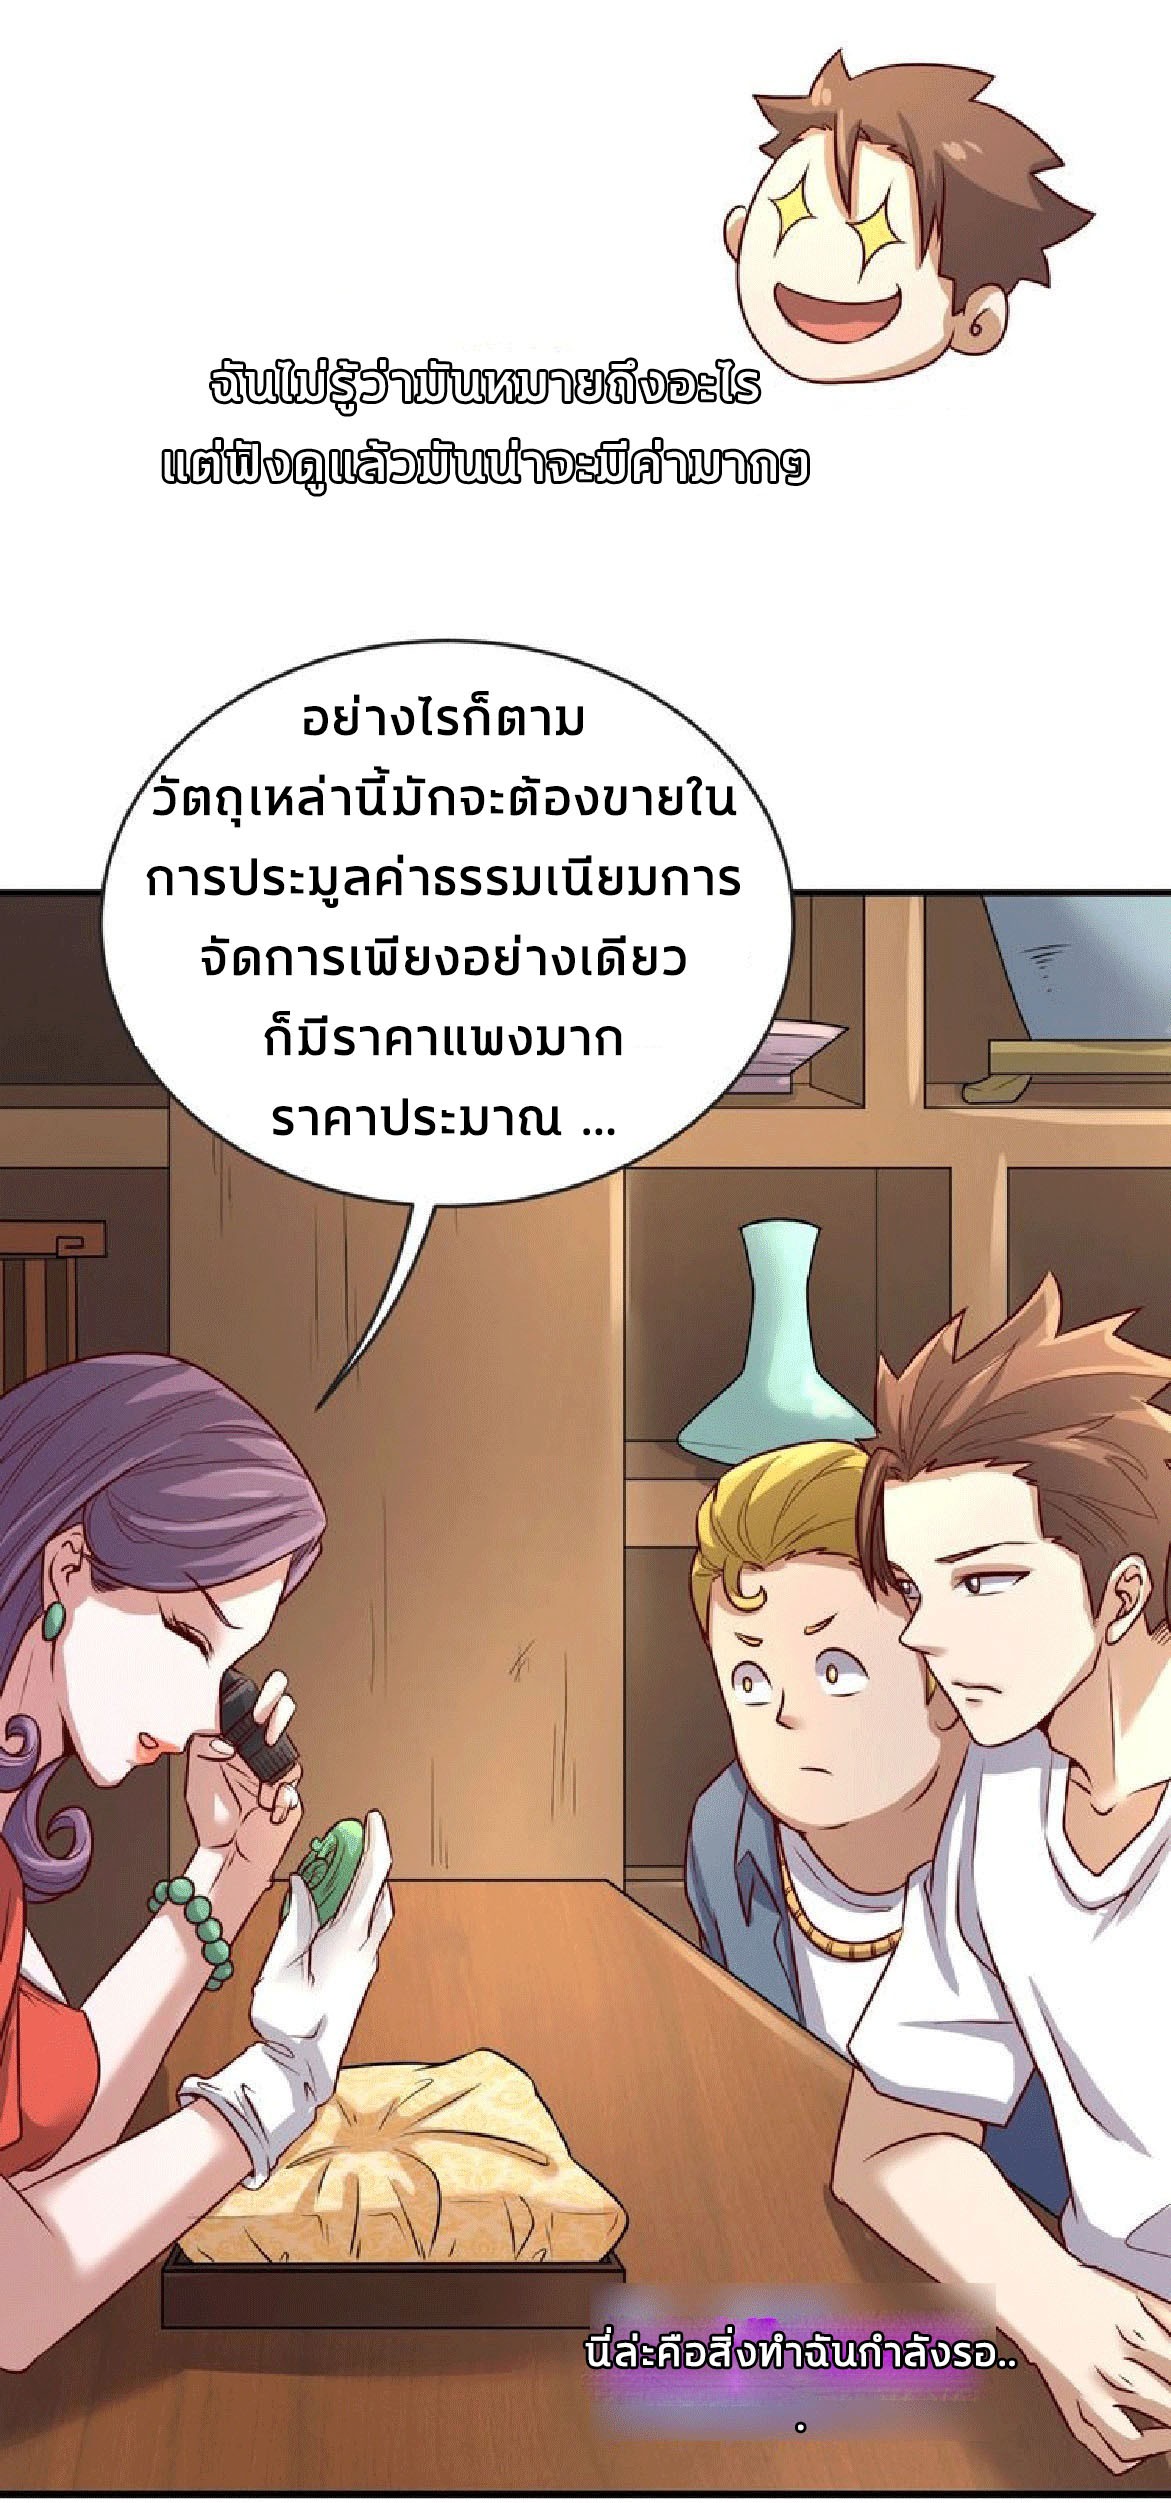 ฉันไม่รู้ว่ามันหมายถึงอะไร
แต่ฟังดูแล้วมันน่าจะมีค่ามากๆ
อย่างไรก็ตาม
วัตถุเหล่านี้มักจะต้องขายใน
การประมูลค่าธรรมเนียมการ
จัดการเพียงอย่างเดียว
ก็มีราคาแพงมาก
ราคาประมาณ ...
นี่ล่ะคือสิ่งทำฉันกำลังรอ..
.